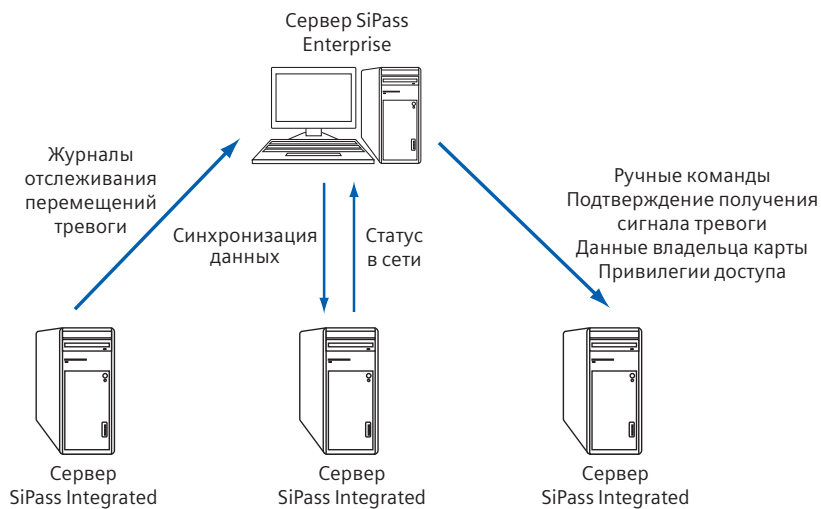 Сервер SiPass
Enterprise
Журналы
отслеживания
перемещений
тревоги
Синхронизация
данных
Статус
в сети
Ручные команды
Подтверждение получения
сигнала тревоги
Данные владельца карты
Привилегии доступа
Сервер
SiPass Integrated
Сервер
SiPass Integrated
Сервер
SiPass Integrated